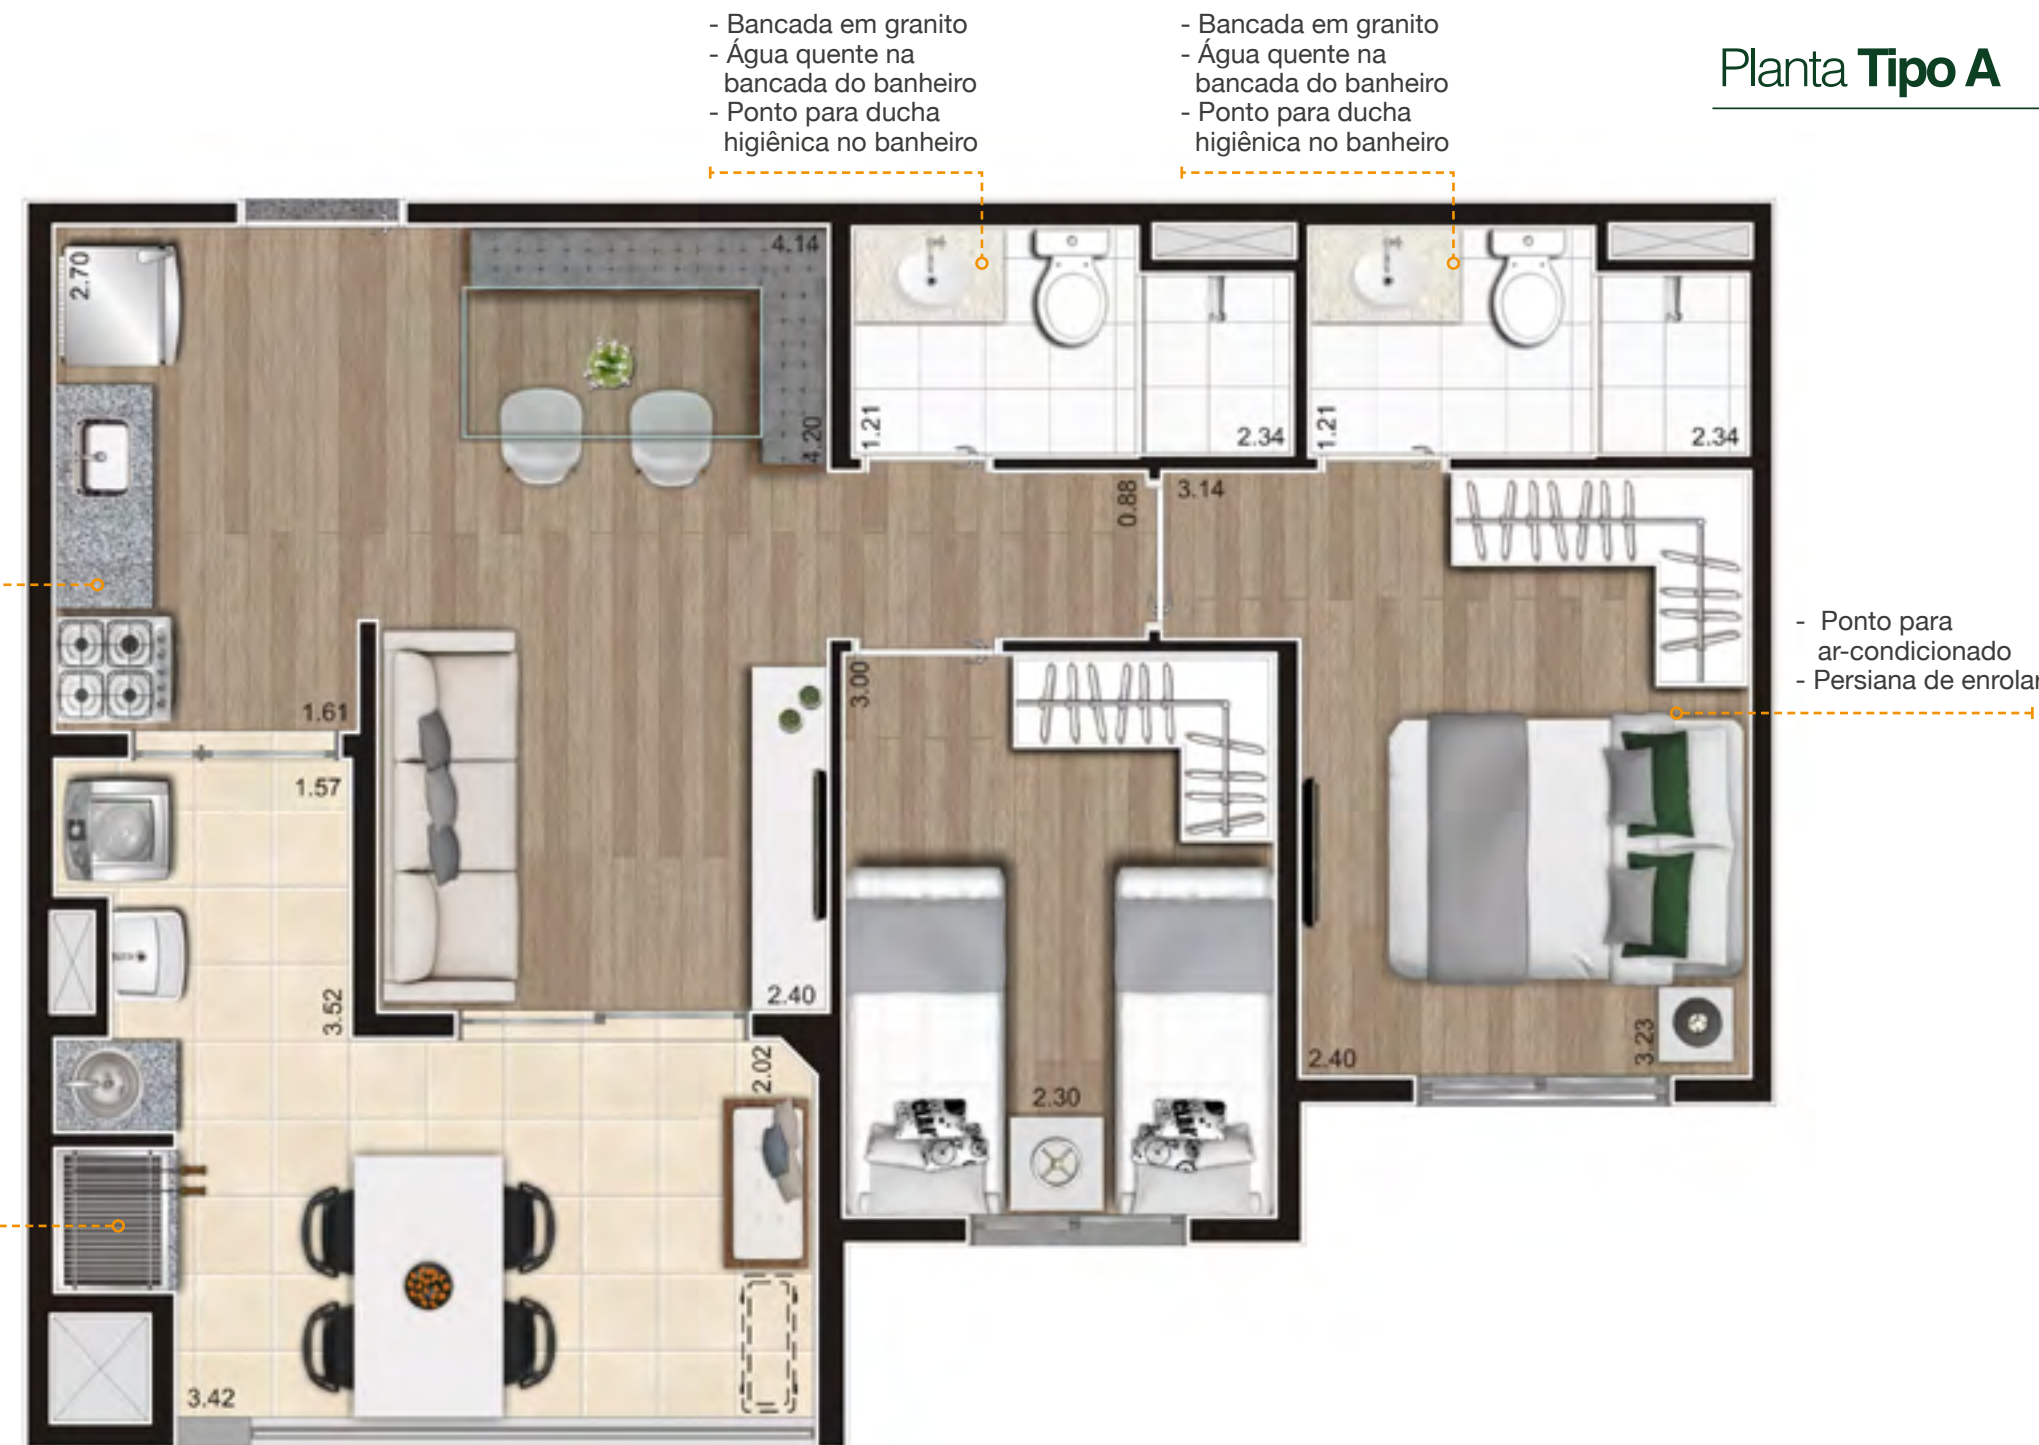 - Bancada em granito
- Água quente na
bancada do banheiro
- Ponto para ducha
higiênica no banheiro
- Bancada em granito
- Água quente na
bancada do banheiro
- Ponto para ducha
higiênica no banheiro
Planta Tipo A
2.70
4.14
4.20
1.21
2.34
1.21
2.34
0.88
3.14
- Ponto para
ar-condicionado
- Persiana de enrolar
1.61
3.00
1.57
3.52
2.40
2.02
2.30
2.40
3.23
3.42